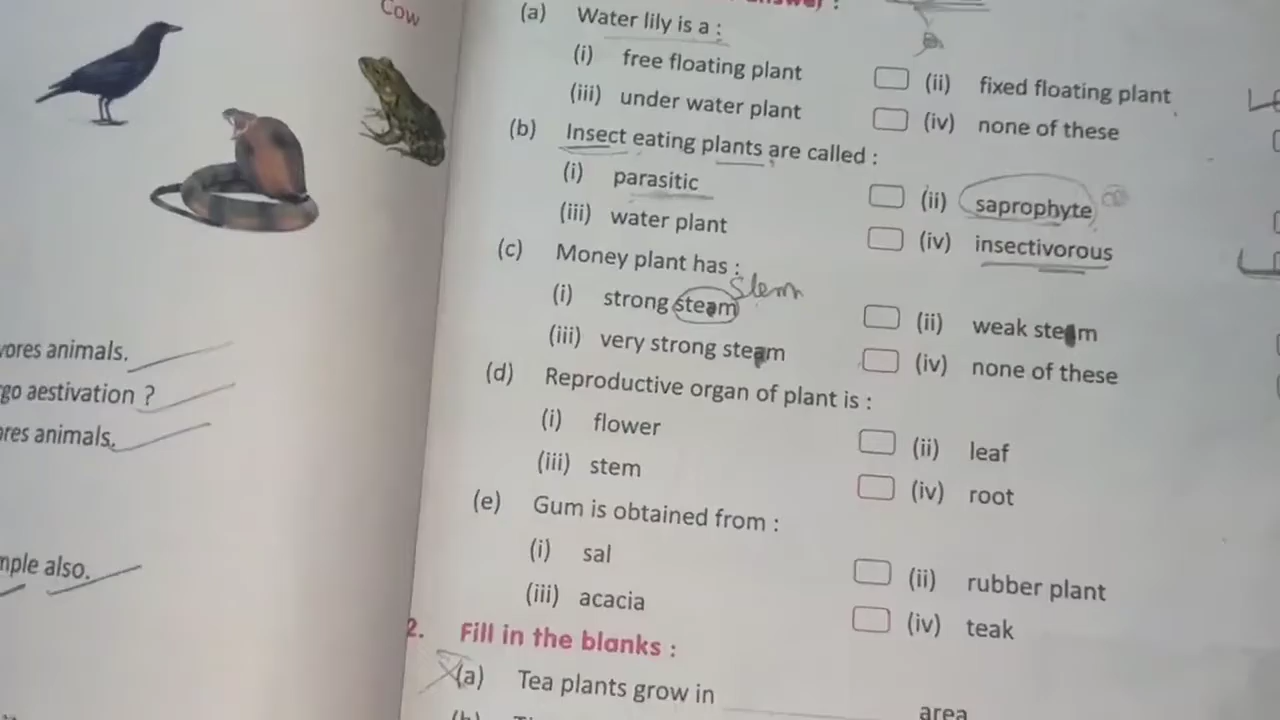 Cow
answer :
(a) Water lily is a :
(i) free floating plant (ii) fixed floating plant
(iii) under water plant (iv) none of these
(b) Insect eating plants are called :
(i) parasitic (ii) saprophyte
(iii) water plant (iv) insectivorous
(c) Money plant has :
Stem
(i) strong steam (ii) weak steam
(iii) very strong steam (iv) none of these
(d) Reproductive organ of plant is :
(i) flower (ii) leaf
(iii) stem (iv) root
(e) Gum is obtained from :
(i) sal (ii) rubber plant
(iii) acacia (iv) teak
2. Fill in the blanks :
(a) Tea plants grow in area
vores animals.
go aestivation ?
ores animals.
mple also.